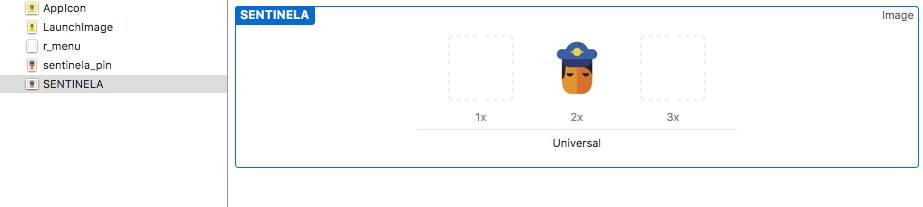 AppIcon
LaunchImage
r_menu
sentinela_pin
SENTINELA
SENTINELA
Image
1x
2x
3x
Universal